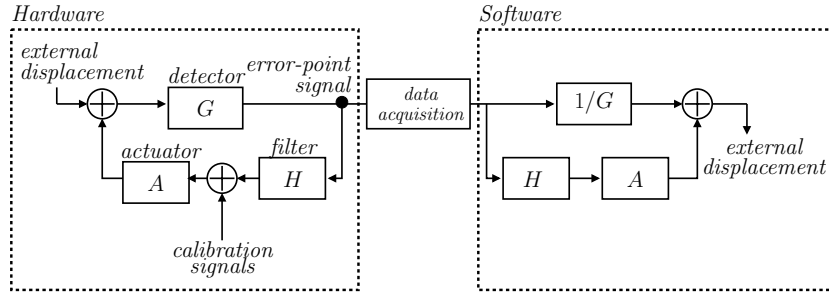 Hardware
external
displacement
detector
G
error-point
signal
actuator
A
filter
H
calibration
signals
data
acquisition
Software
1/G
H
A
external
displacement